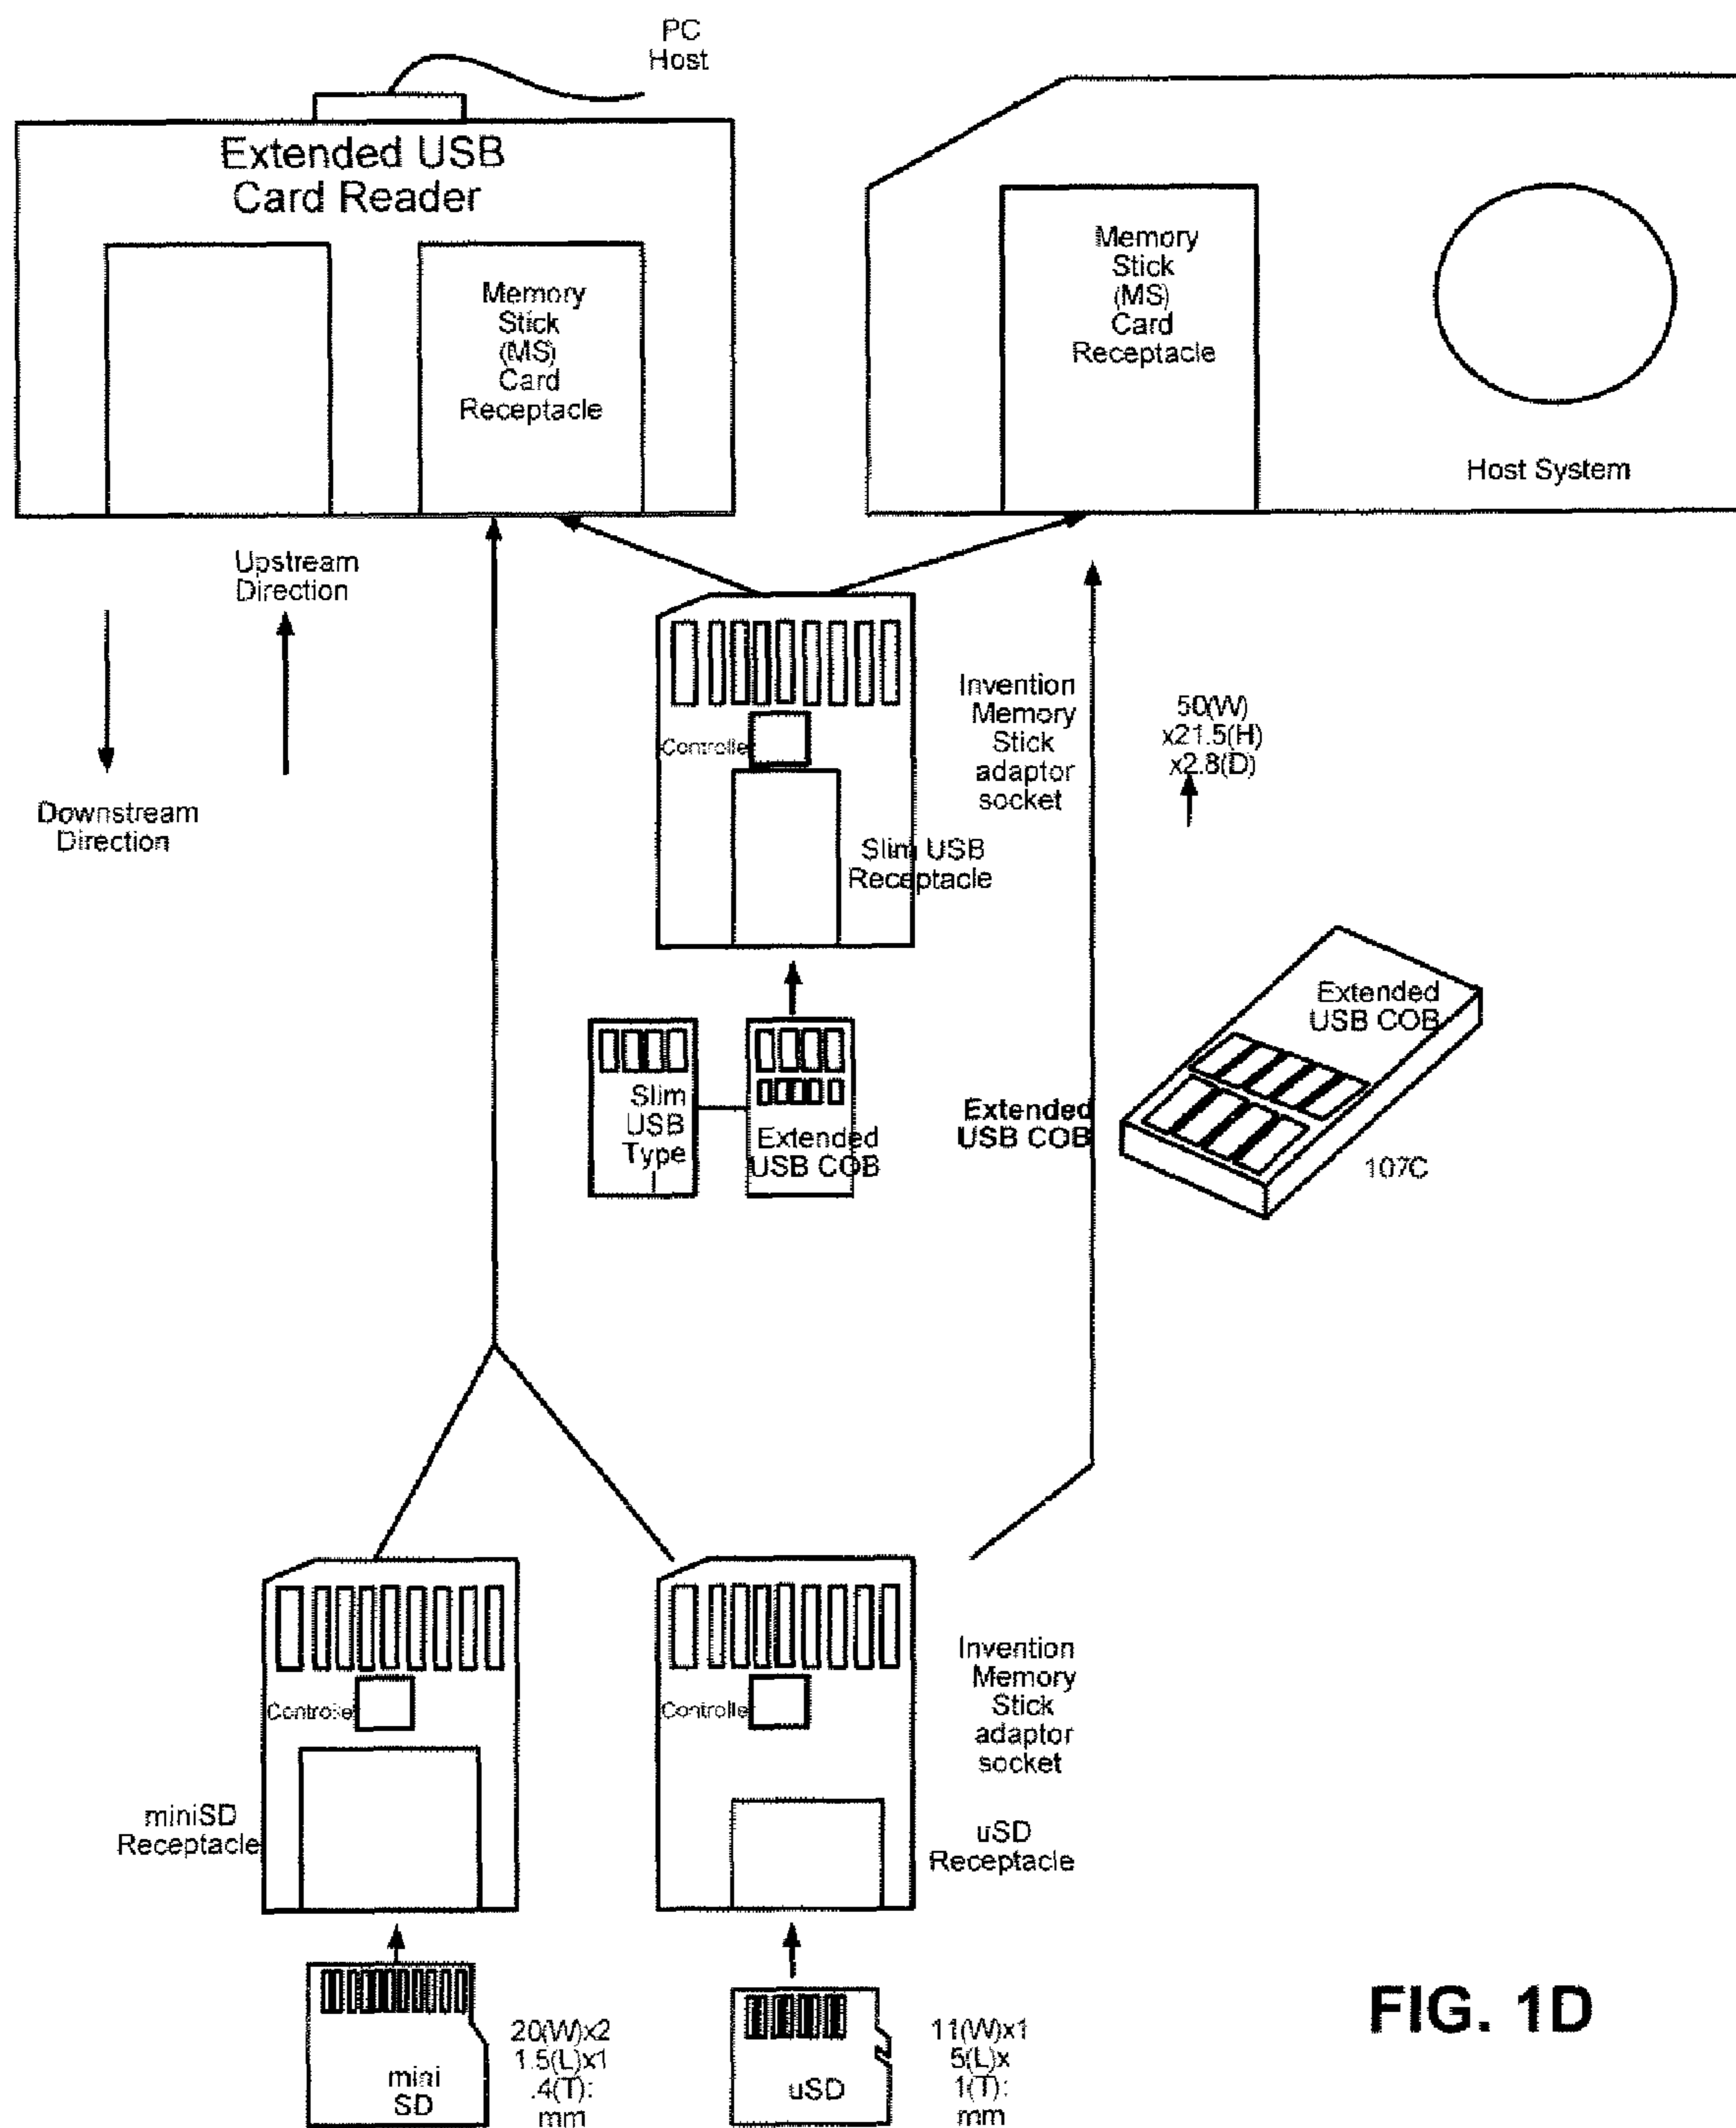 PC
Host
Extended USB
Card Reader
Memory
Stick
(MS)
Card
Receptacle
Memory
Stick
(MS)
Card
Receptacle
Host System
Upstream
Direction
Downstream
Direction
Controlle
Slim USB
Receptacle
Invention
Memory
Stick
adaptor
socket
50(W)
x21.5(H)
x2.8(D)
Slim
USB
Type
Extended
USB COB
Extended
USB COB
Extended
USB COB
107C
Controlle
miniSD
Receptacle
Controlle
Invention
Memory
Stick
adaptor
socket
uSD
Receptacle
mini
SD
20(W)x2
1.5(L)x1
.4(T):
mm
uSD
11(W)x1
5(L)x
1(T):
mm
FIG. 1D